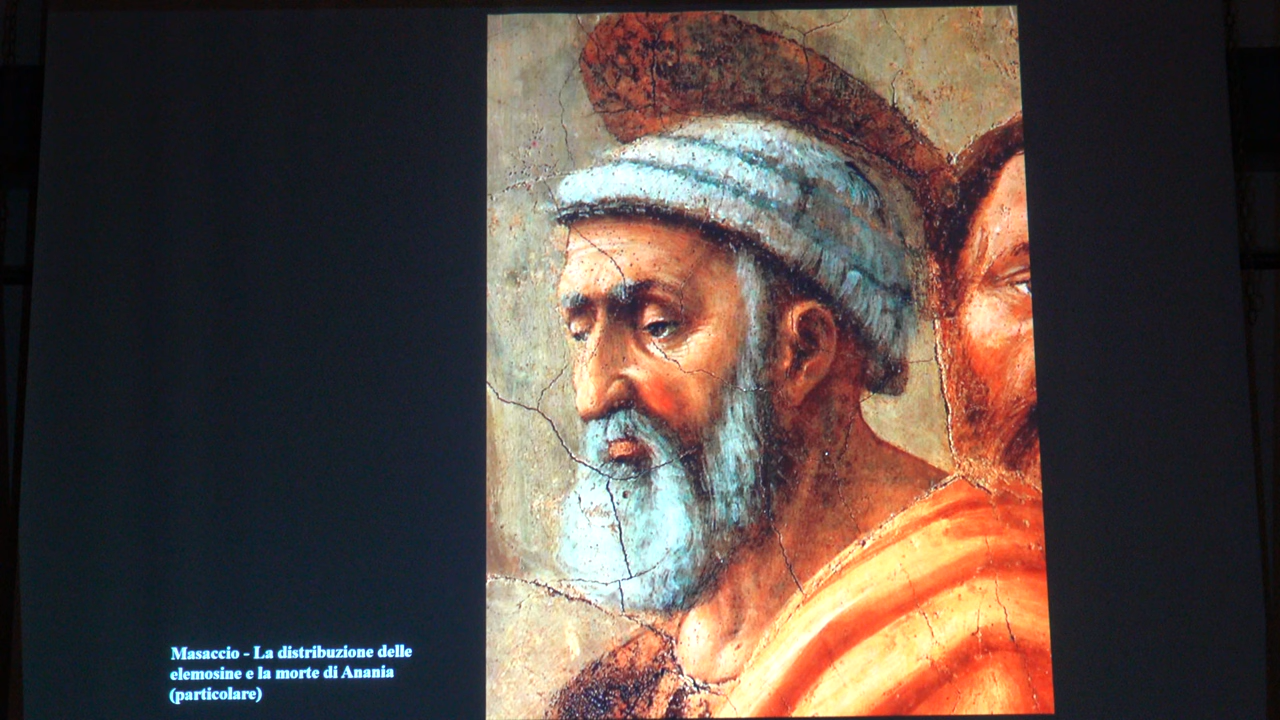 Masaccio - La distribuzione delle
elemosine e la morte di Anania
(particolare)